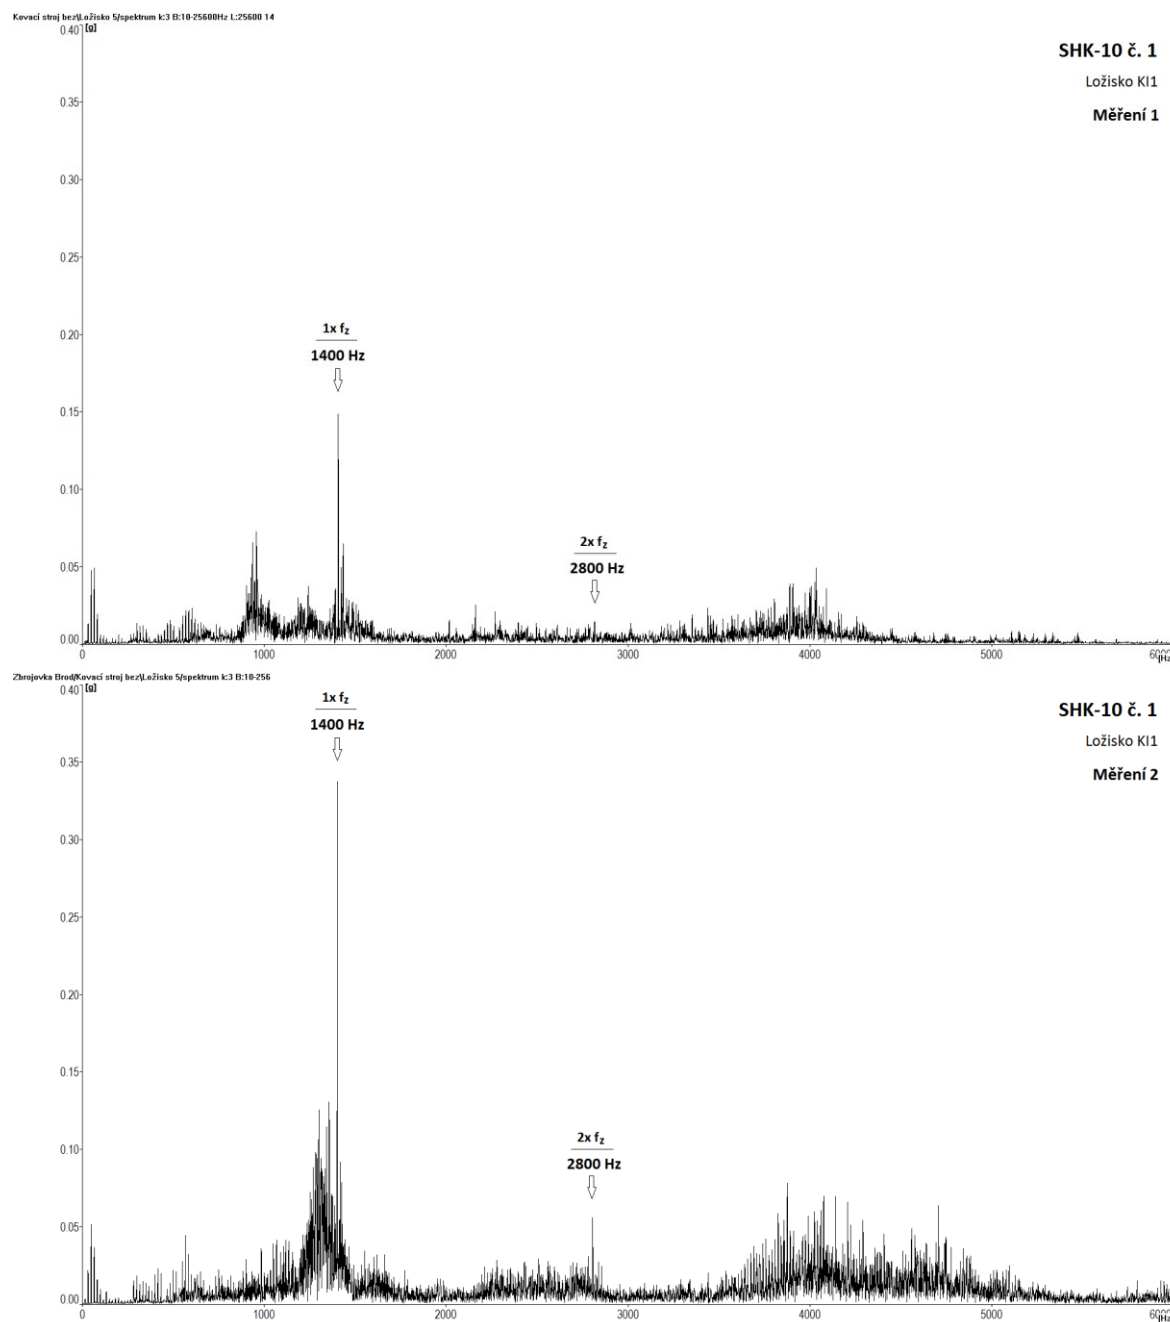 Kovací stroj bez\Ložisko 5/spektrum k:3 B:10-25600Hz L:25600 14
0.40 [g]
SHK-10 č. 1
Ložisko KI1
Měření 1
0.35
0.30
0.25
0.20
1x fz
1400 Hz
0.15
0.10
2x fz
2800 Hz
0.05
0.00
0 1000 2000 3000 4000 5000 6000
[Hz
Zbrojovka Brod/Kovací stroj bez\Ložisko 5/spektrum k:3 B:10-256
0.40 [g]
1x fz
1400 Hz
SHK-10 č. 1
Ložisko KI1
Měření 2
0.35
0.30
0.25
0.20
0.15
0.10
2x fz
2800 Hz
0.05
0.00
0 1000 2000 3000 4000 5000 6000
[Hz